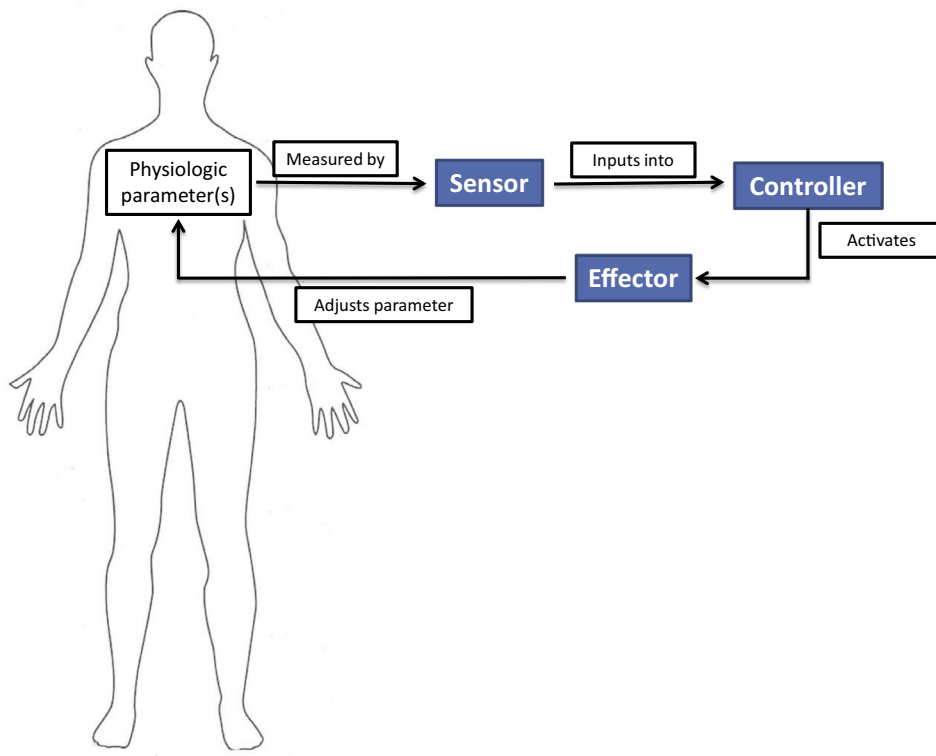 Physiologic
parameter(s)
Measured by
Sensor
Inputs into
Controller
Activates
Effector
Adjusts parameter